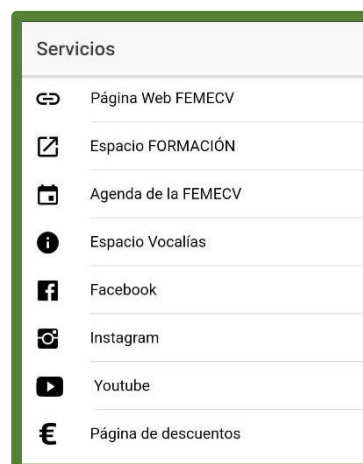 Servicios
Página Web FEMECV
Espacio FORMACIÓN
Agenda de la FEMECV
Espacio Vocalías
Facebook
Instagram
Youtube
Página de descuentos